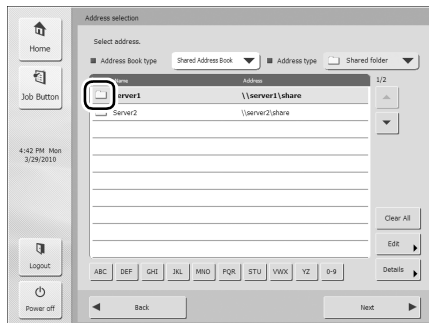 Address selection
Home
Select address.
Address Book type
Shared Address Book
Address type
Shared folder
Name
Address
1/2
Job Button
Server1
\\server1\share
Server2
\\server2\share
4:42 PM Mon
3/29/2010
Clear All
Edit
Logout
ABC
DEF
GHI
JKL
MNO
PQR
STU
VWX
YZ
0-9
Details
Power off
Back
Next